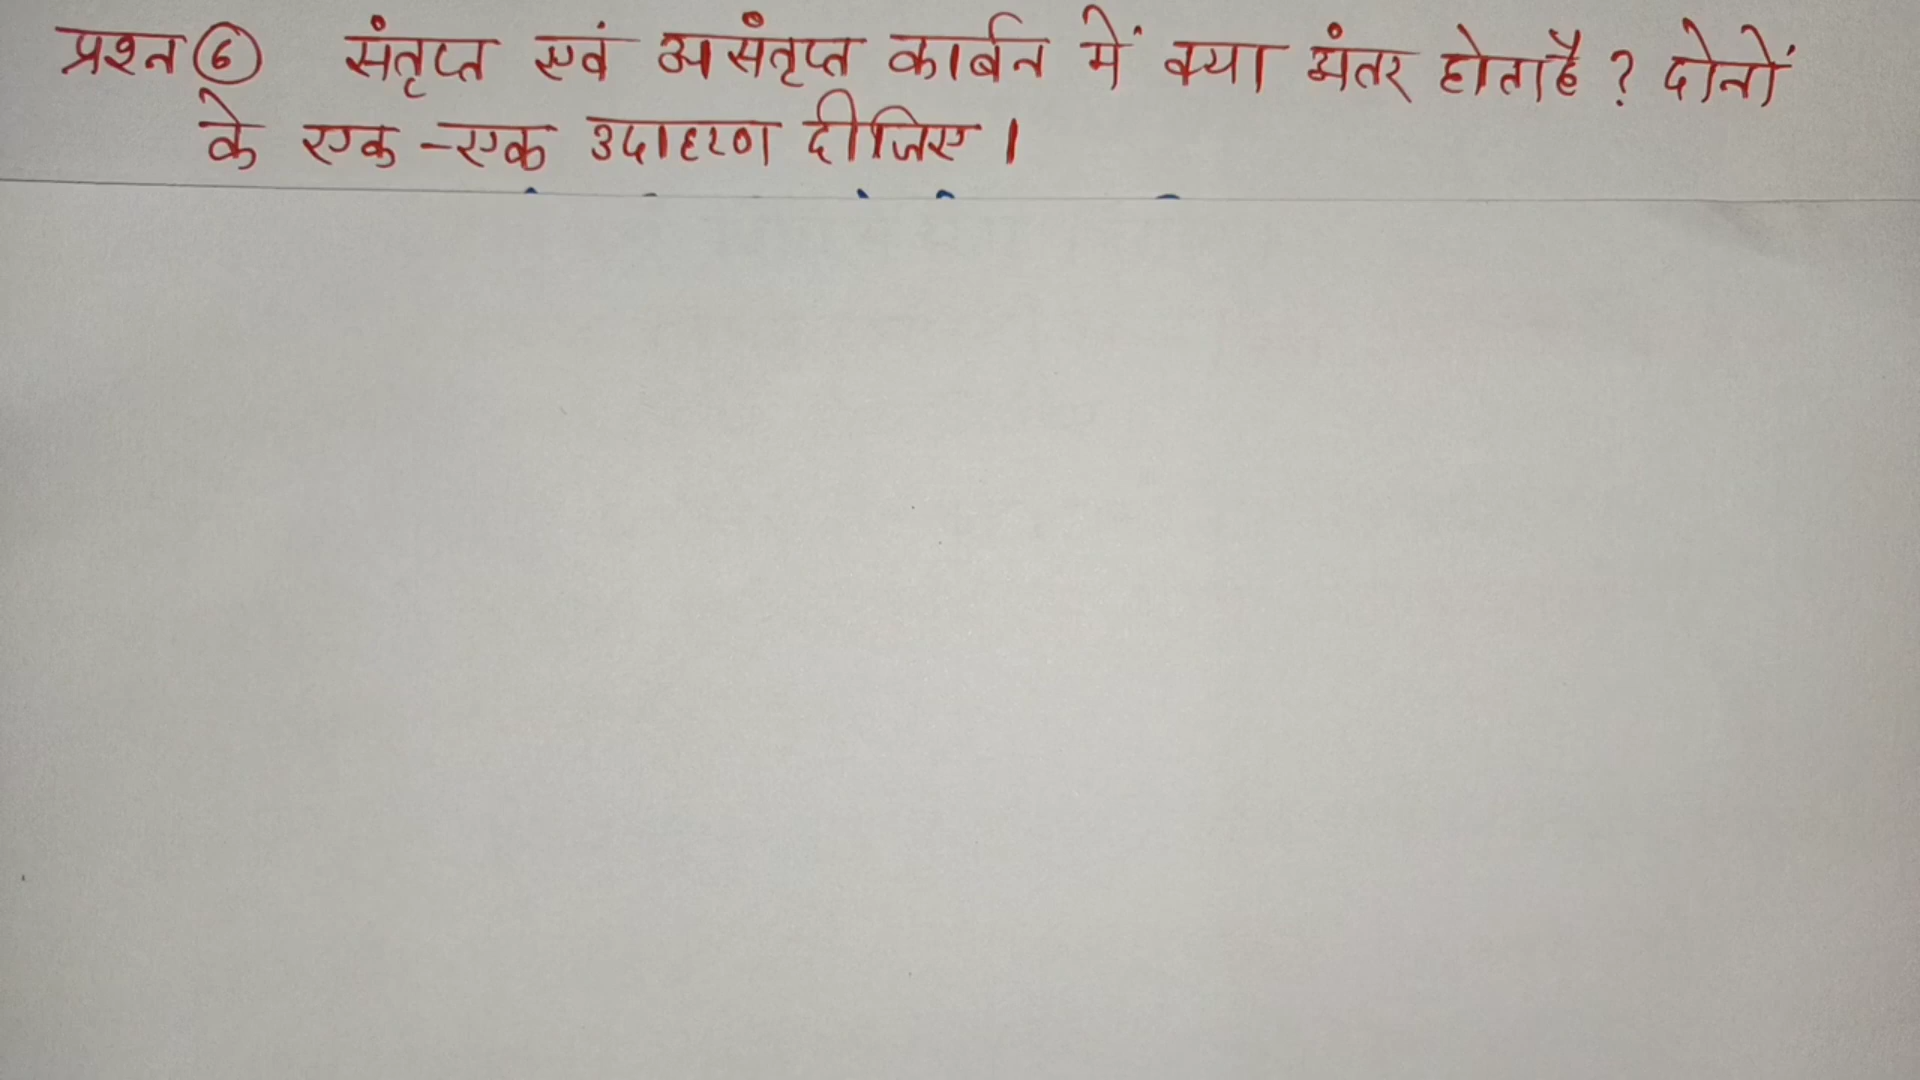 प्रश्न ⑥ संतृप्त एवं असंतृप्त कार्बन में क्या अंतर होता है ? दोनों
के एक -एक उदाहरण दीजिए ।